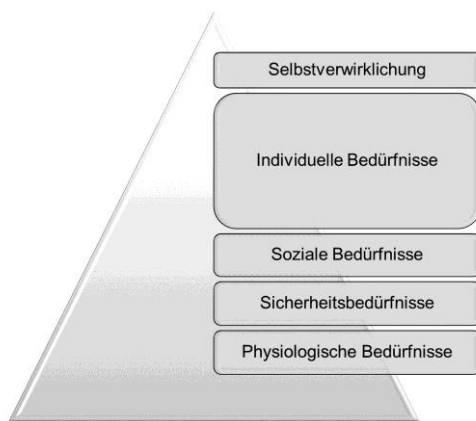 Selbstverwirklichung
Individuelle Bedürfnisse
Soziale Bedürfnisse
Sicherheitsbedürfnisse
Physiologische Bedürfnisse